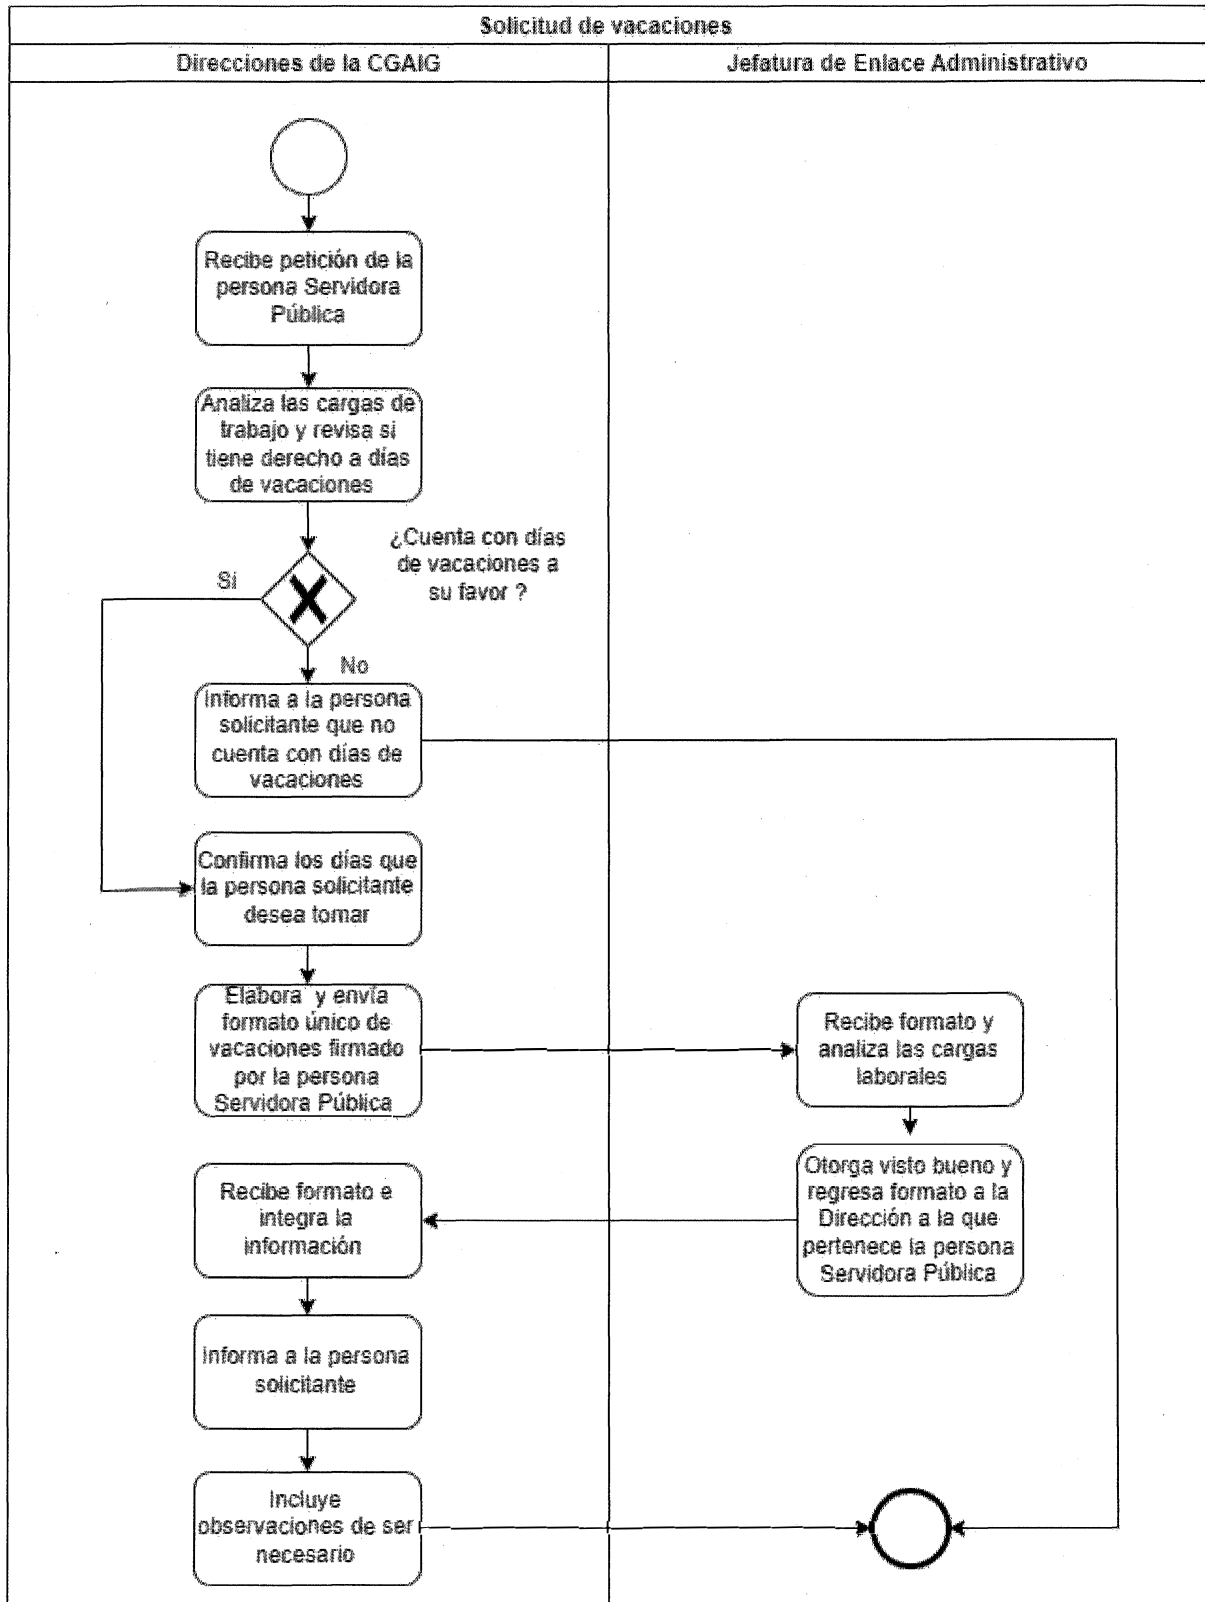 Solicitud de vacaciones
Direcciones de la CGAIG
Jefatura de Enlace Administrativo
Recibe petición de la
persona Servidora
Pública
Analiza las cargas de
trabajo y revisa si
tiene derecho a días
de vacaciones
¿Cuenta con días
de vacaciones a
su favor ?
Si
No
Informa a la persona
solicitante que no
cuenta con días de
vacaciones
Confirma los días que
la persona solicitante
desea tomar
Elabora y envía
formato único de
vacaciones firmado
por la persona
Servidora Pública
Recibe formato y
analiza las cargas
laborales
Otorga visto bueno y
regresa formato a la
Dirección a la que
pertenece la persona
Servidora Pública
Recibe formato e
integra la
información
Informa a la persona
solicitante
Incluye
observaciones de ser
necesario